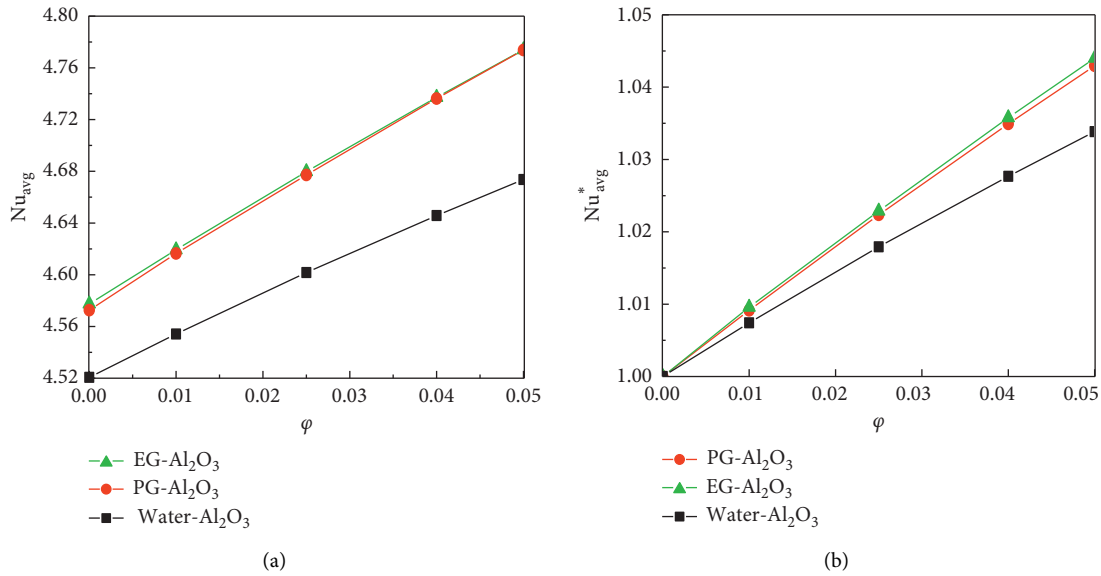 4.80
4.76
4.72
4.68
4.64
4.60
4.56
4.52
Nu_avg
0.00 0.01 0.02 0.03 0.04 0.05
φ
EG-Al₂O₃
PG-Al₂O₃
Water-Al₂O₃
(a)
1.05
1.04
1.03
1.02
1.01
1.00
Nu*_avg
0.00 0.01 0.02 0.03 0.04 0.05
φ
PG-Al₂O₃
EG-Al₂O₃
Water-Al₂O₃
(b)